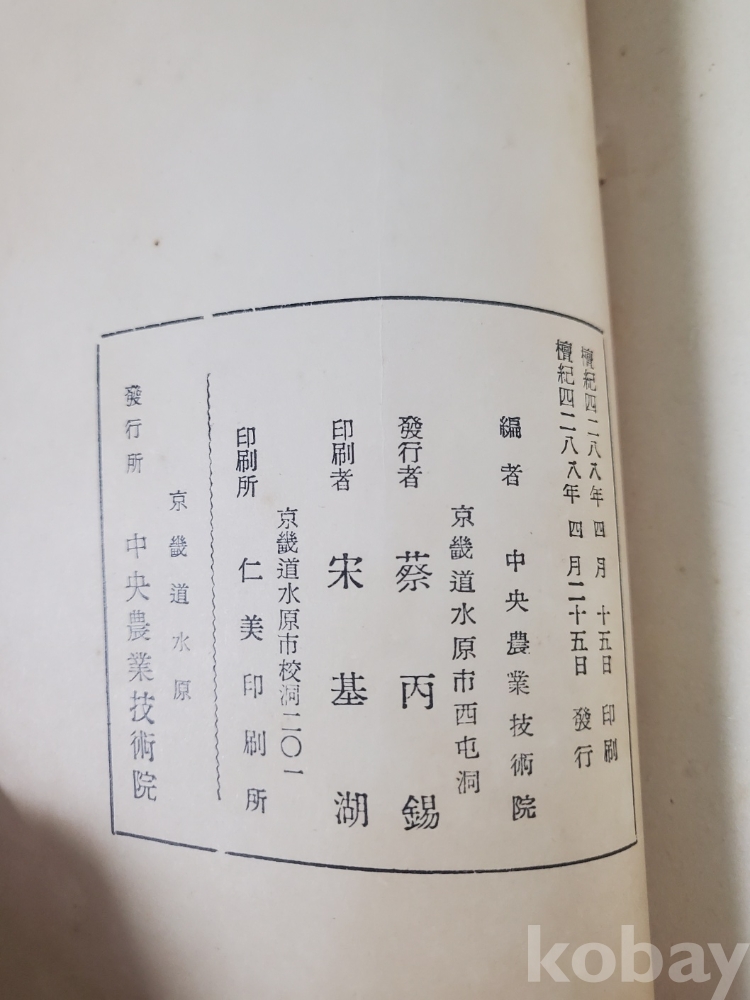 檀紀四二八八年 四月 十五日 印刷
檀紀四二八八年 四月二十五日 發行
編者 中央農業技術院
京畿道水原市西屯洞
發行者 蔡丙錫
印刷者 宋基湖
京畿道水原市校洞二〇一
印刷所 仁美印刷所
京畿道水原
發行所 中央農業技術院
kobay